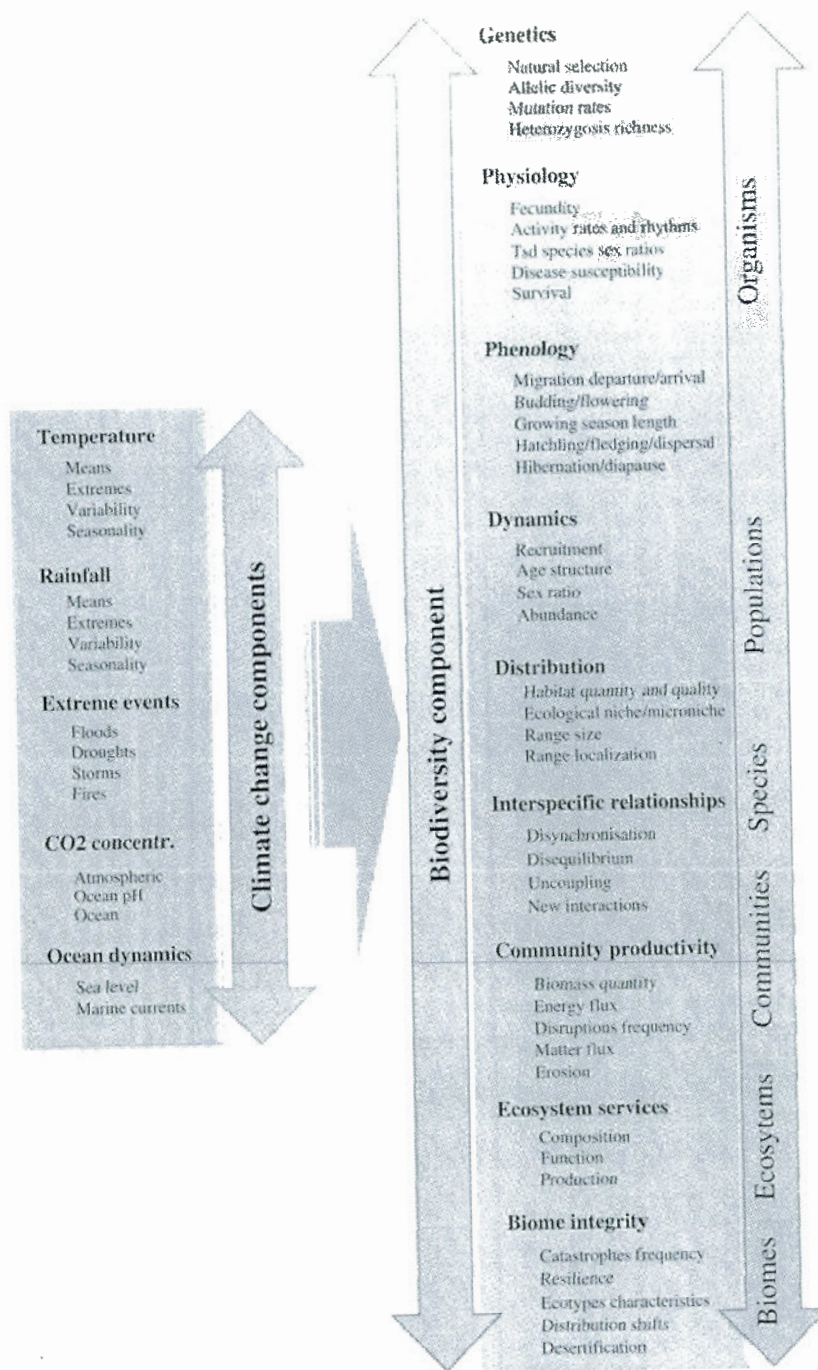 Temperature
Means
Extremes
Variability
Seasonality
Rainfall
Means
Extremes
Variability
Seasonality
Extreme events
Floods
Droughts
Storms
Fires
CO2 concentr.
Atmospheric
Ocean pH
Ocean
Ocean dynamics
Sea level
Marine currents
Climate change components
Biodiversity component
Genetics
Natural selection
Allelic diversity
Mutation rates
Heterozygosis richness
Physiology
Fecundity
Activity rates and rhythms
Tsd species sex ratios
Disease susceptibility
Survival
Phenology
Migration departure/arrival
Budding/flowering
Growing season length
Hatchling/fledging/dispersal
Hibernation/diapause
Dynamics
Recruitment
Age structure
Sex ratio
Abundance
Distribution
Habitat quantity and quality
Ecological niche/microniche
Range size
Range localization
Interspecific relationships
Disynchronisation
Disequilibrium
Uncoupling
New interactions
Community productivity
Biomass quantity
Energy flux
Disruptions frequency
Matter flux
Erosion
Ecosystem services
Composition
Function
Production
Biome integrity
Catastrophes frequency
Resilience
Ecotypes characteristics
Distribution shifts
Desertification
Organisms
Populations
Species
Communities
Ecosytems
Biomes